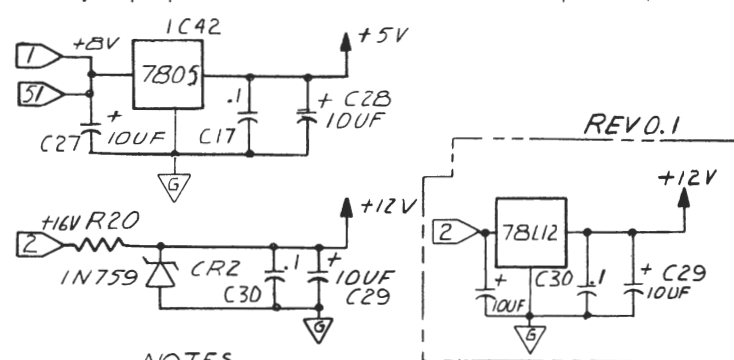 IC42
+8V
+5V
1
7805
51
.1
+ C28
+
10UF
10UF
C27
C17
G
REV 0.1
+12V
+16V R20
+12V
2
2
78L12
1N759
CR2
.1
+
10UF
C30
C29
+
10UF
C30
.1
+ C29
10UF
G
G
NOTES